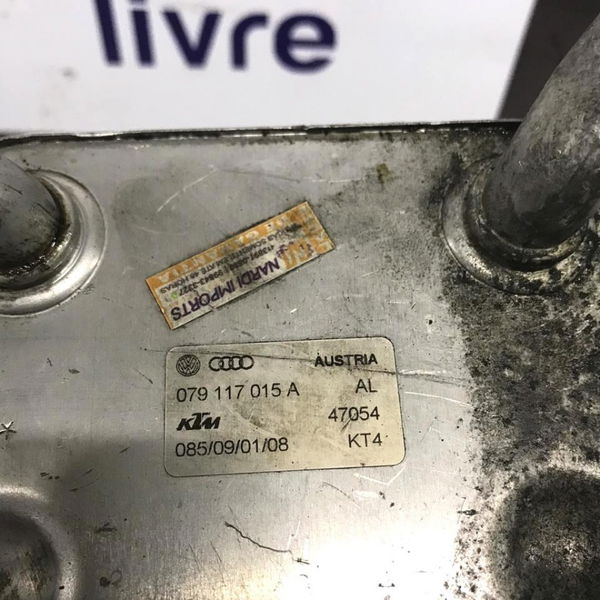 livre
NARDI IMPORTS
AUSTRIA
079 117 015 A AL
KTM 47054
085/09/01/08 KT4